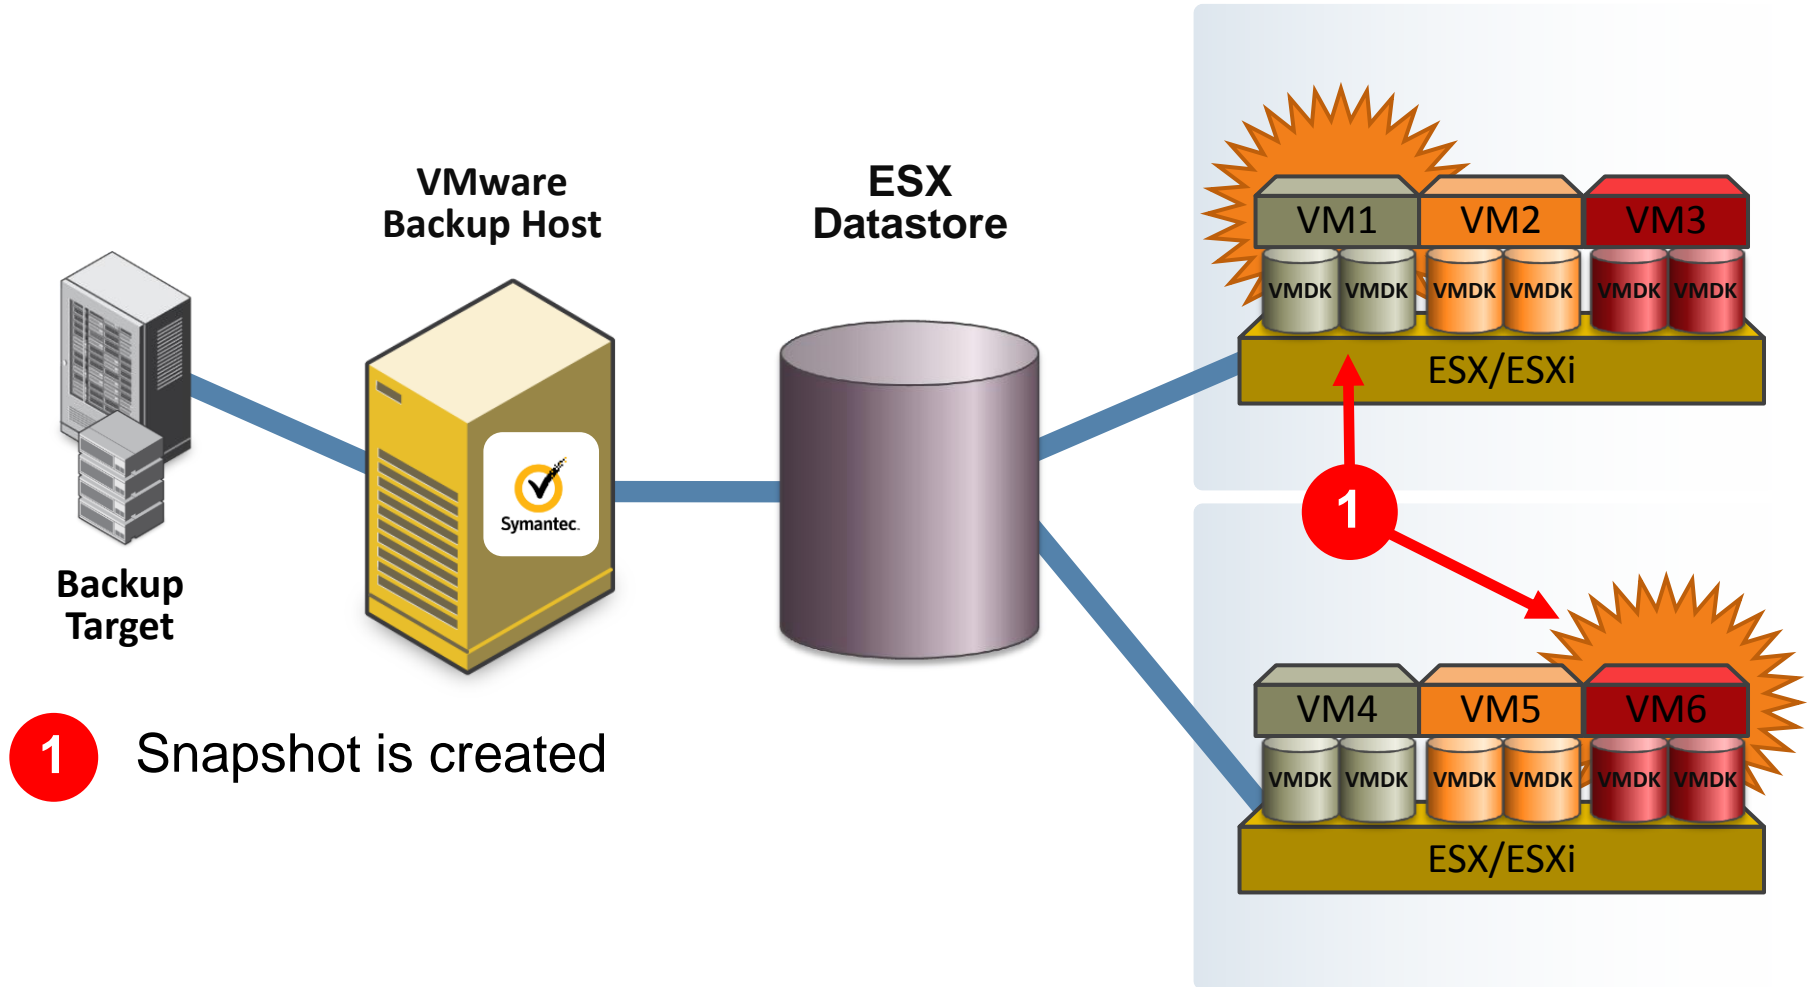 VMware
Backup Host
ESX
Datastore
VM1 VM2 VM3
VMDK VMDK VMDK VMDK VMDK VMDK
ESX/ESXi
Symantec.
1
Backup
Target
VM4 VM5 VM6
VMDK VMDK VMDK VMDK VMDK VMDK
ESX/ESXi
1 Snapshot is created